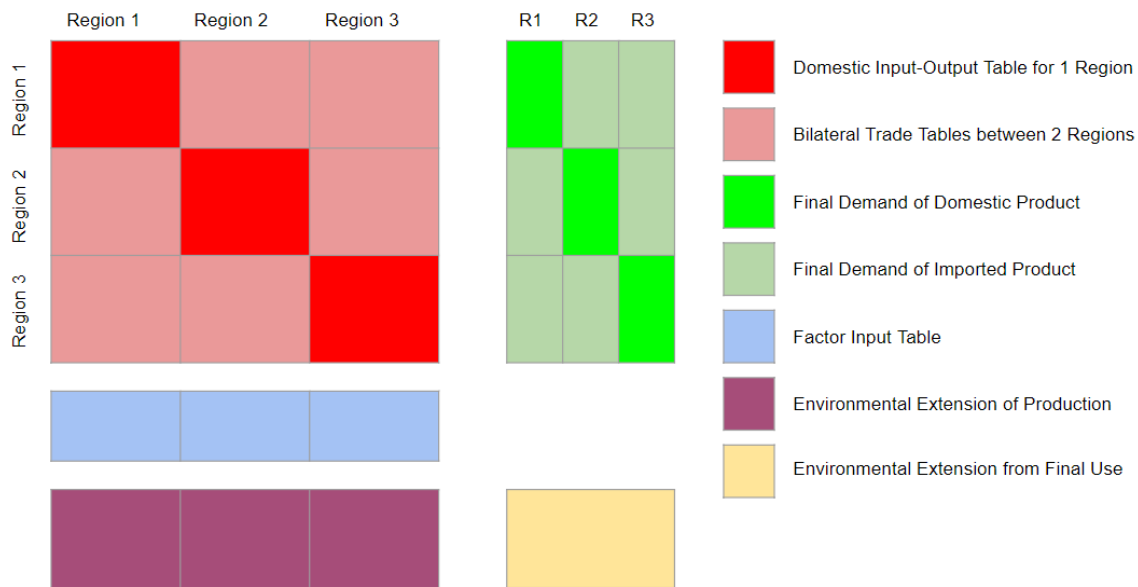 Region 1
Region 2
Region 3
R1
R2
R3
Region 1
Region 2
Region 3
Domestic Input-Output Table for 1 Region
Bilateral Trade Tables between 2 Regions
Final Demand of Domestic Product
Final Demand of Imported Product
Factor Input Table
Environmental Extension of Production
Environmental Extension from Final Use